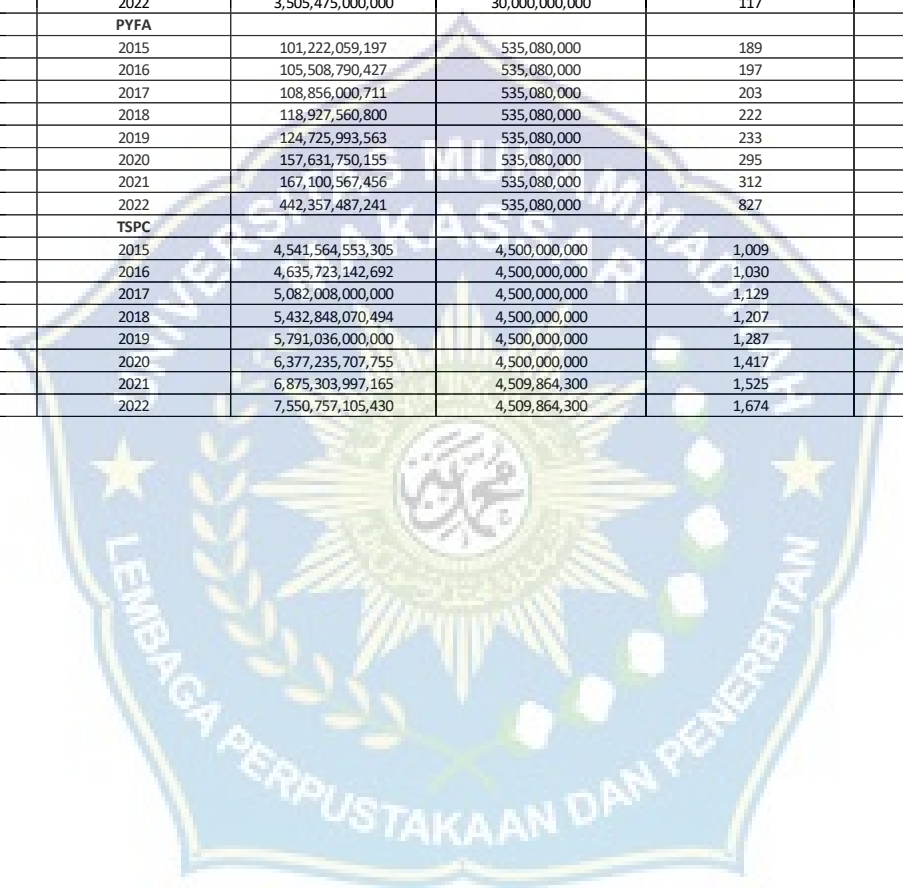 2022 3,505,475,000,000 30,000,000,000 117
PYFA
2015 101,222,059,197 535,080,000 189
2016 105,508,790,427 535,080,000 197
2017 108,856,000,711 535,080,000 203
2018 118,927,560,800 535,080,000 222
2019 124,725,993,563 535,080,000 233
2020 157,631,750,155 535,080,000 295
2021 167,100,567,456 535,080,000 312
2022 442,357,487,241 535,080,000 827
TSPC
2015 4,541,564,553,305 4,500,000,000 1,009
2016 4,635,723,142,692 4,500,000,000 1,030
2017 5,082,008,000,000 4,500,000,000 1,129
2018 5,432,848,070,494 4,500,000,000 1,207
2019 5,791,036,000,000 4,500,000,000 1,287
2020 6,377,235,707,755 4,500,000,000 1,417
2021 6,875,303,997,165 4,509,864,300 1,525
2022 7,550,757,105,430 4,509,864,300 1,674
UNIVERSITAS MUHAMMADIYAH
MAKASSAR
LEMBAGA PERPUSTAKAAN DAN PENERBITAN